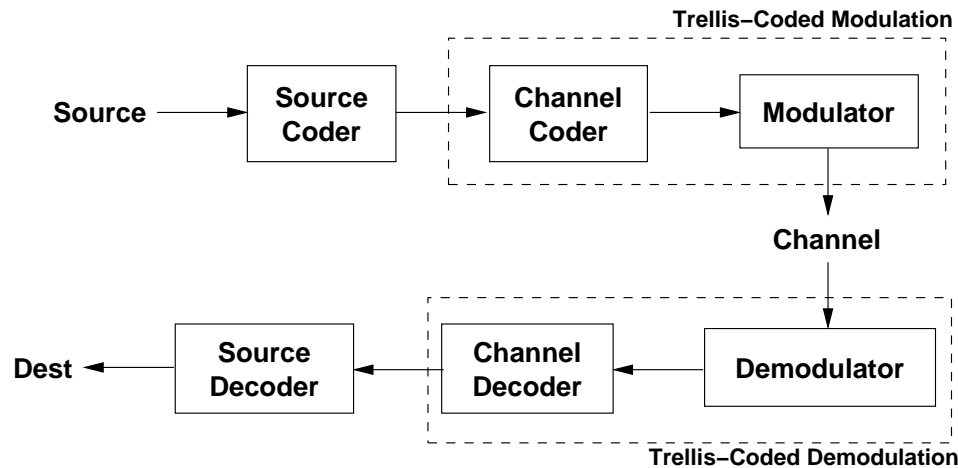 Trellis–Coded Modulation
Source
Source
Coder
Channel
Coder
Modulator
Channel
Dest
Source
Decoder
Channel
Decoder
Demodulator
Trellis–Coded Demodulation